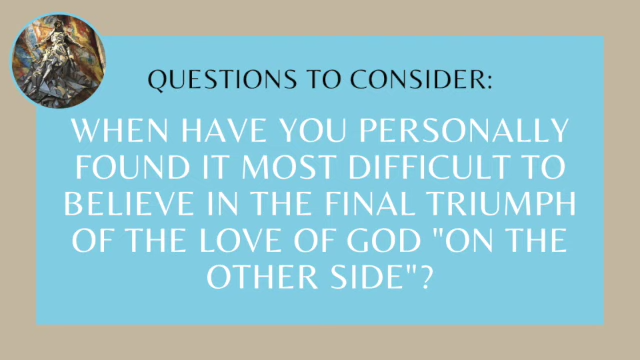 QUESTIONS TO CONSIDER:
WHEN HAVE YOU PERSONALLY
FOUND IT MOST DIFFICULT TO
BELIEVE IN THE FINAL TRIUMPH
OF THE LOVE OF GOD "ON THE
OTHER SIDE"?